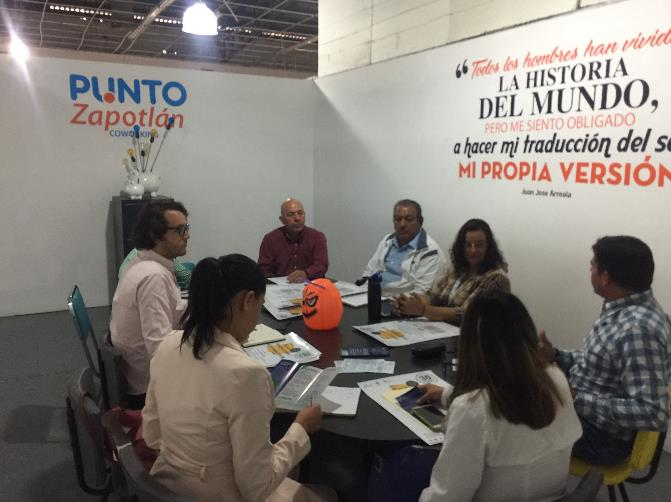 PUNTO
Zapotlán
COWORKING
“ Todos los hombres han vivido
LA HISTORIA
DEL MUNDO,
PERO ME SIENTO OBLIGADO
a hacer mi traducción del
MI PROPIA VERSIÓN
Juan Jose Arreola